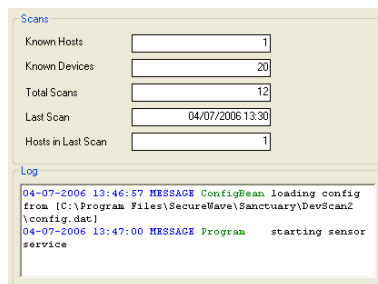 Scans
Known Hosts 1
Known Devices 20
Total Scans 12
Last Scan 04/07/2006 13:30
Hosts in Last Scan 1
Log
04-07-2006 13:46:57 MESSAGE ConfigBean loading config
from [C:\Program Files\SecureWave\Sanctuary\DevScan2
\config.dat]
04-07-2006 13:47:00 MESSAGE Program starting sensor
service